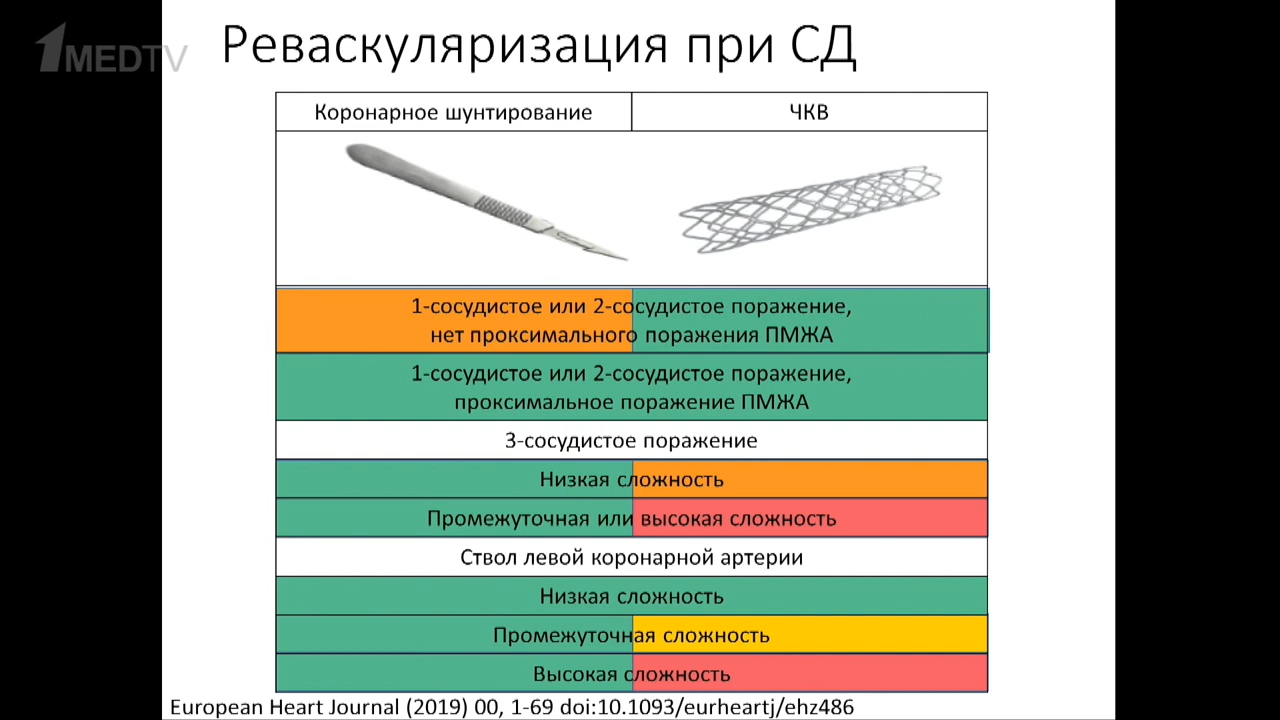 1MEDTV
Реваскуляризация при СД
Коронарное шунтирование
ЧКВ
1-сосудистое или 2-сосудистое поражение,
нет проксимального поражения ПМЖА
1-сосудистое или 2-сосудистое поражение,
проксимальное поражение ПМЖА
3-сосудистое поражение
Низкая сложность
Промежуточная или высокая сложность
Ствол левой коронарной артерии
Низкая сложность
Промежуточная сложность
Высокая сложность
European Heart Journal (2019) 00, 1-69 doi:10.1093/eurheartj/ehz486